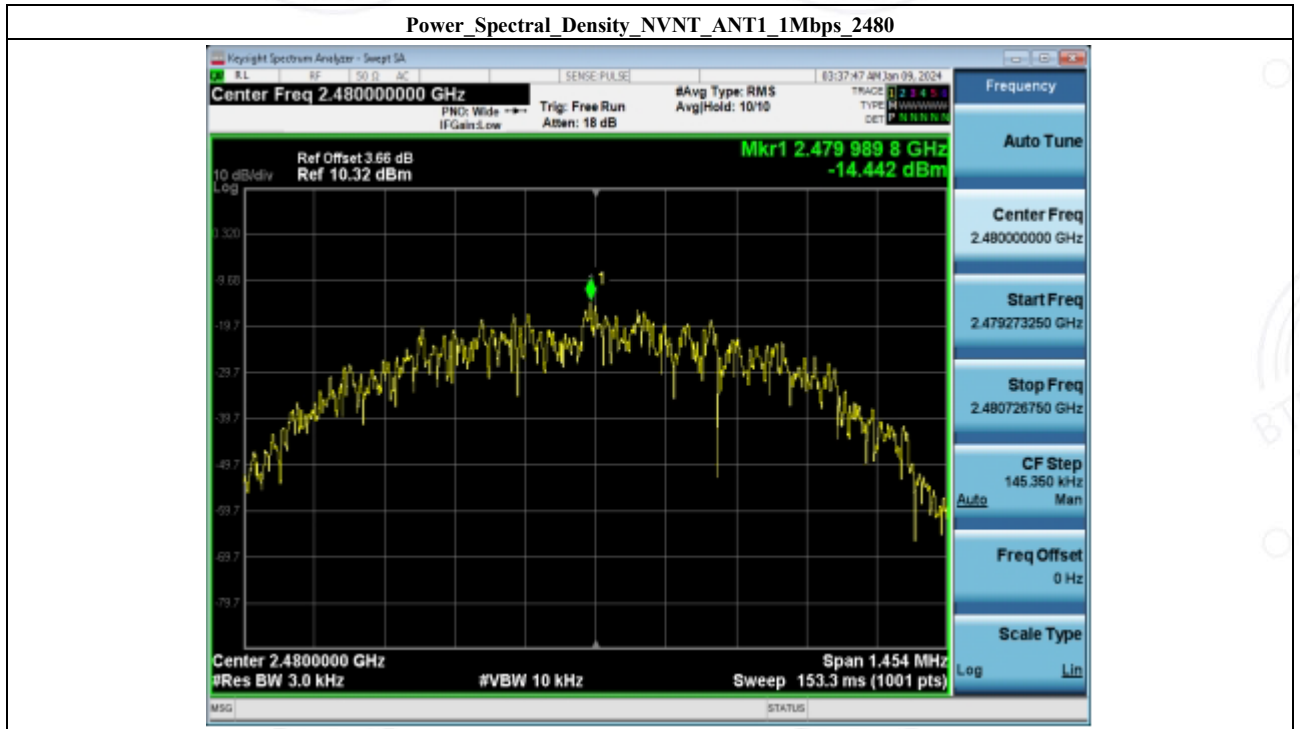 Power_Spectral_Density_NVNT_ANT1_1Mbps_2480
Keysight Spectrum Analyzer - Swept SA
RL RF 50 Ω AC SENSE:PULSE 03:37:47 AM Jan 09, 2024
Center Freq 2.480000000 GHz
PNO: Wide
IFGain:Low
Trig: Free Run
Atten: 18 dB
#Avg Type: RMS
Avg|Hold: 10/10
TRACE 1 2 3 4 5 6
TYPE M W W W W W
DET P N N N N N
Mkr1 2.479 989 8 GHz
-14.442 dBm
Ref Offset 3.66 dB
10 dB/div Ref 10.32 dBm
Log
0.320
-9.68
-19.7
-29.7
-39.7
-49.7
-59.7
-69.7
-79.7
1
Center 2.4800000 GHz Span 1.454 MHz
#Res BW 3.0 kHz #VBW 10 kHz Sweep 153.3 ms (1001 pts)
MSG STATUS
Frequency
Auto Tune
Center Freq
2.480000000 GHz
Start Freq
2.479273250 GHz
Stop Freq
2.480726750 GHz
CF Step
145.350 kHz
Auto Man
Freq Offset
0 Hz
Scale Type
Log Lin